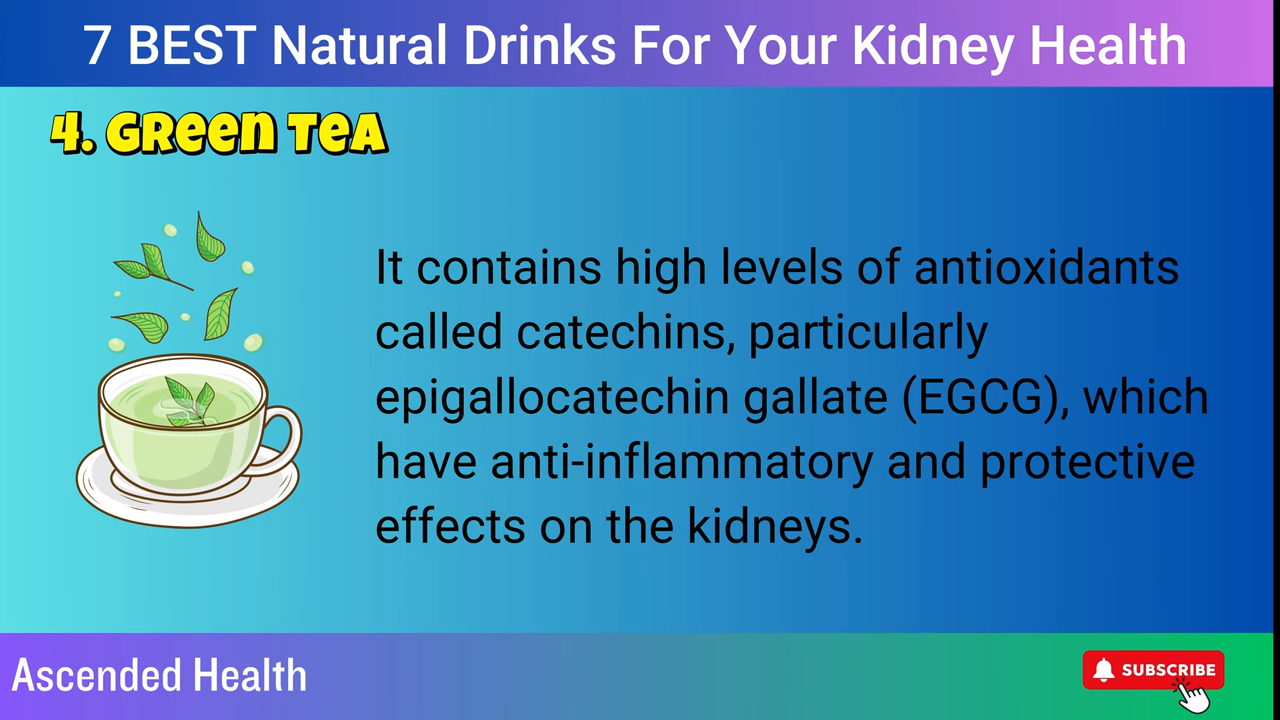 7 BEST Natural Drinks For Your Kidney Health
4. Green Tea
It contains high levels of antioxidants
called catechins, particularly
epigallocatechin gallate (EGCG), which
have anti-inflammatory and protective
effects on the kidneys.
Ascended Health
SUBSCRIBE